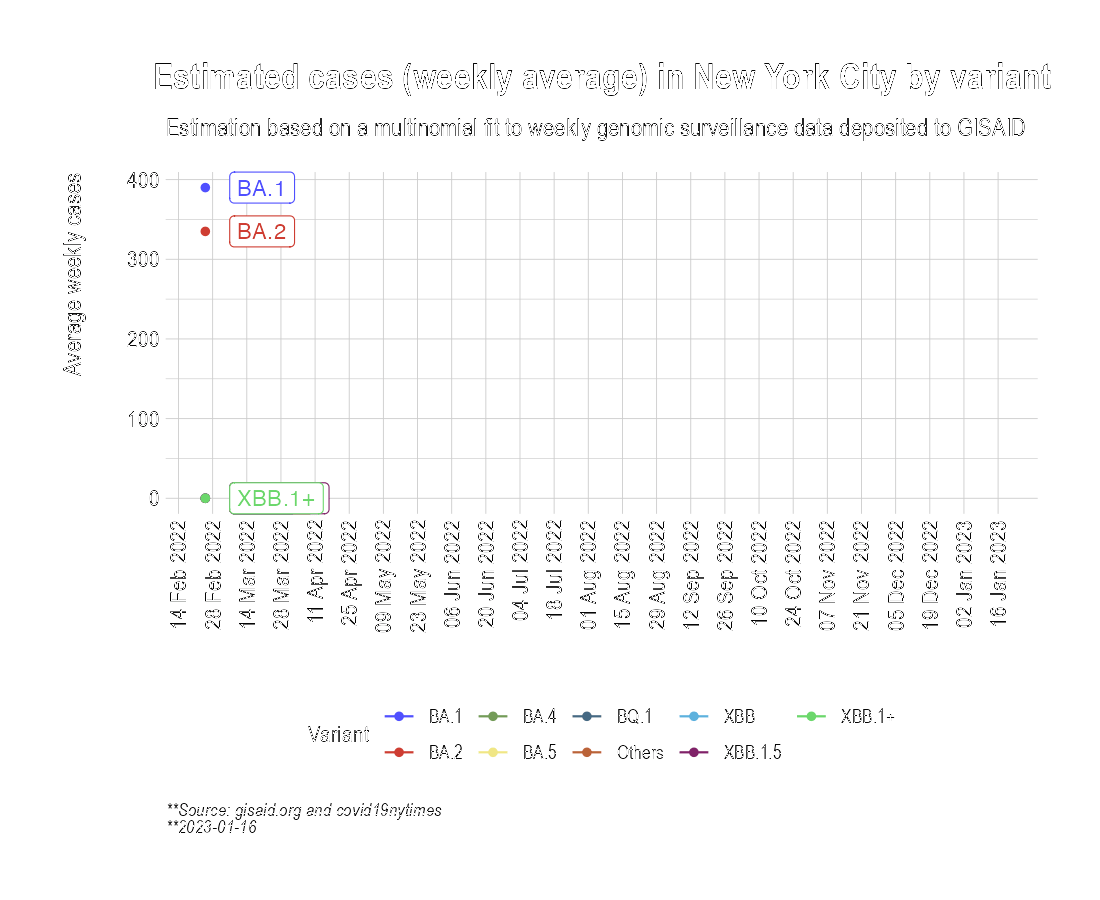 Estimated cases (weekly average) in New York City by variant
Estimation based on a multinomial fit to weekly genomic surveillance data deposited to GISAID
Average weekly cases
400
300
200
100
0
BA.1
BA.2
XBB.1+
14 Feb 2022
28 Feb 2022
14 Mar 2022
28 Mar 2022
11 Apr 2022
25 Apr 2022
09 May 2022
23 May 2022
06 Jun 2022
20 Jun 2022
04 Jul 2022
18 Jul 2022
01 Aug 2022
15 Aug 2022
29 Aug 2022
12 Sep 2022
26 Sep 2022
10 Oct 2022
24 Oct 2022
07 Nov 2022
21 Nov 2022
05 Dec 2022
19 Dec 2022
02 Jan 2023
16 Jan 2023
Variant
BA.1 BA.4 BQ.1 XBB XBB.1+
BA.2 BA.5 Others XBB.1.5
**Source: gisaid.org and covid19nytimes
**2023-01-16